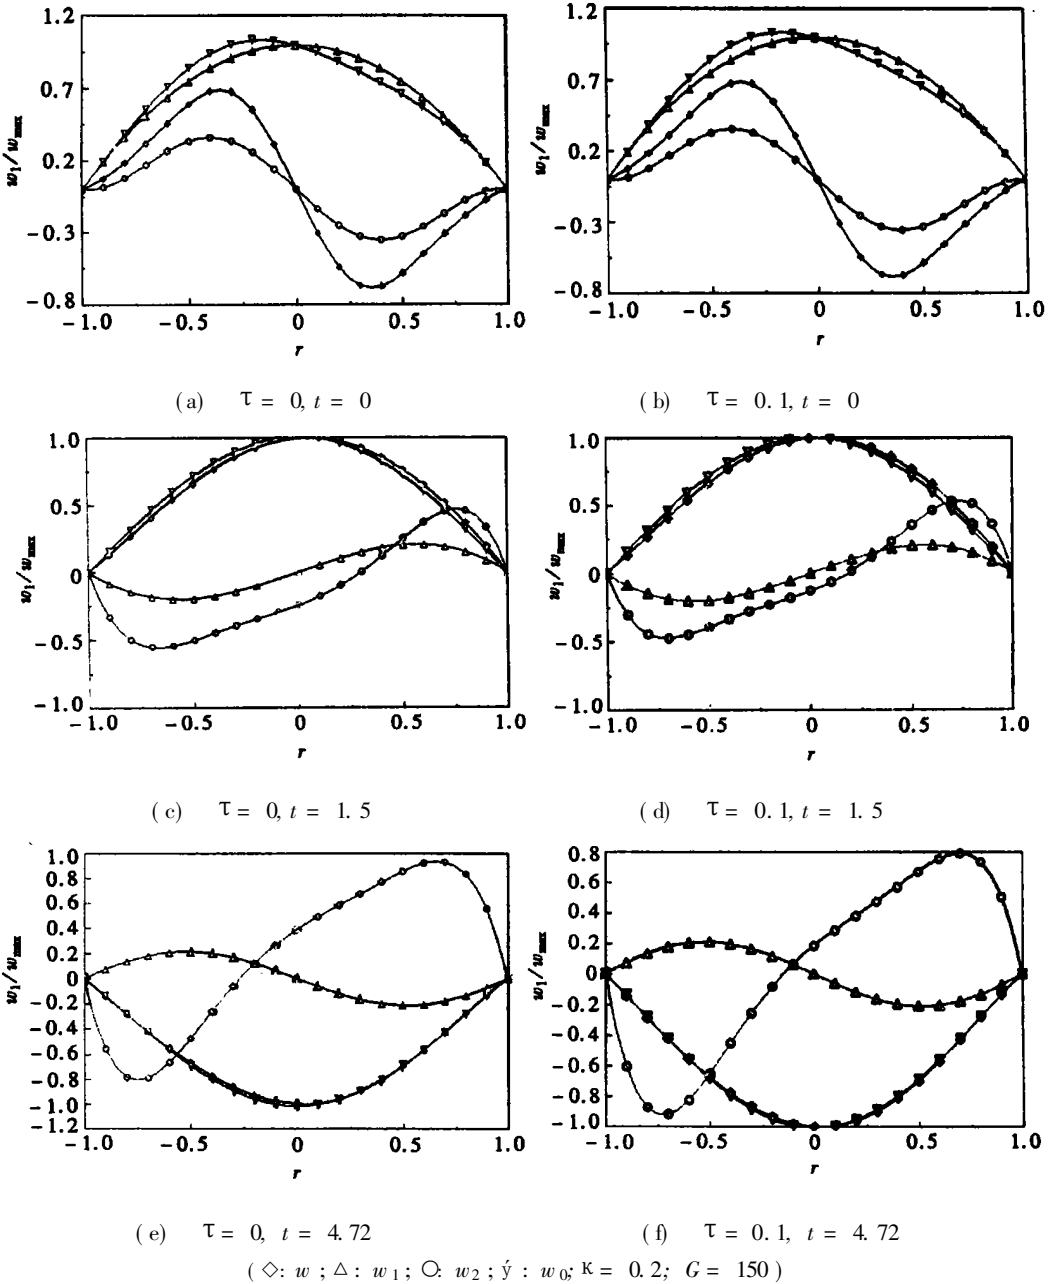 1.2 1.2
0.7 0.7
0.2 0.2
-0.3 -0.3
-0.8 -0.8
w₁/wmax w₁/wmax
-1.0 -0.5 0 0.5 1.0 -1.0 -0.5 0 0.5 1.0
r r
(a) τ = 0, t = 0 (b) τ = 0.1, t = 0
1.0 1.0
0.5 0.5
0 0
-0.5 -0.5
-1.0 -1.0
w₁/wmax w₁/wmax
-1.0 -0.5 0 0.5 1.0 -1.0 -0.5 0 0.5 1.0
r r
(c) τ = 0, t = 1.5 (d) τ = 0.1, t = 1.5
1.0 0.8
0.8 0.6
0.6 0.4
0.4 0.2
0.2 0
0 -0.2
-0.2 -0.4
-0.4 -0.6
-0.6 -0.8
-0.8 -1.0
-1.0
-1.2
w₁/wmax w₁/wmax
-1.0 -0.5 0 0.5 1.0 -1.0 -0.5 0 0.5 1.0
r r
(e) τ = 0, t = 4.72 (f) τ = 0.1, t = 4.72
(◇: w ; △ : w₁ ; ○: w₂ ; ý : w₀; κ = 0.2; G = 150 )